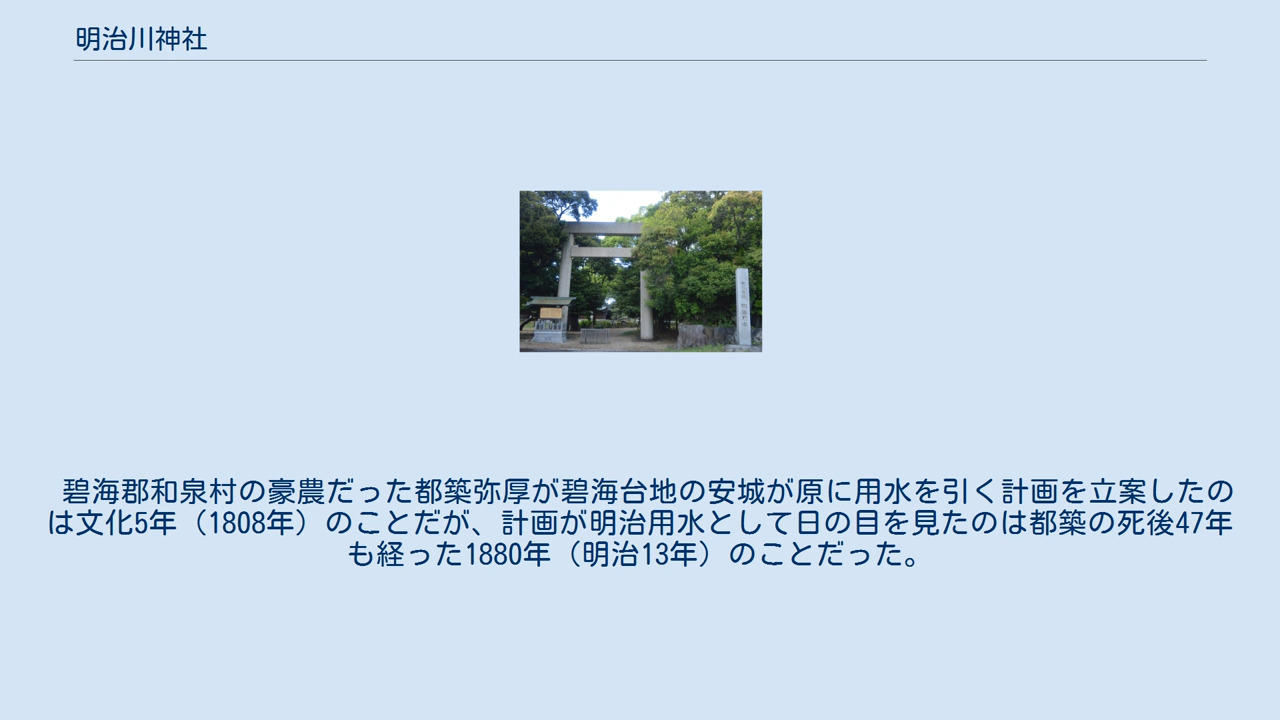 明治川神社
碧海郡和泉村の豪農だった都築弥厚が碧海台地の安城が原に用水を引く計画を立案したの
は文化5年（1808年）のことだが、計画が明治用水として日の目を見たのは都築の死後47年
も経った1880年（明治13年）のことだった。